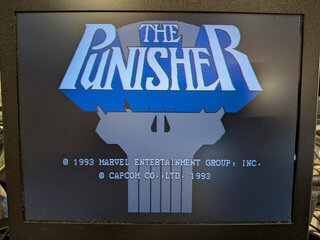 THE
PUNISHER
© 1993 MARVEL ENTERTAINMENT GROUP: INC.
© CAPCOM CO.,LTD. 1993